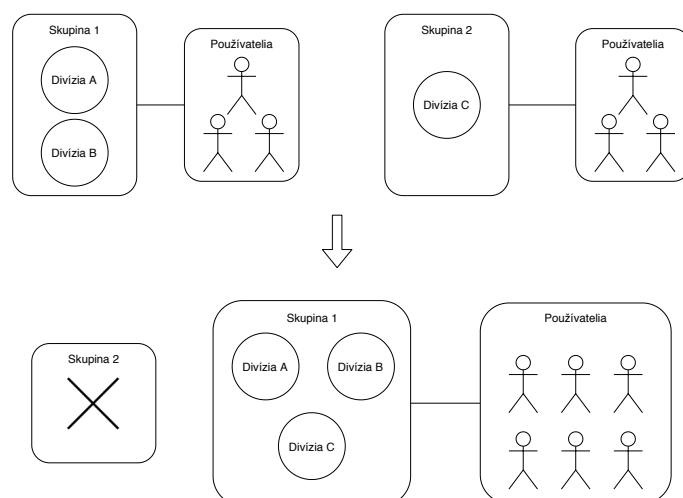 Skupina 1
Divízia A
Divízia B
Používatelia
Skupina 2
Divízia C
Používatelia
Skupina 2
Skupina 1
Divízia A
Divízia B
Divízia C
Používatelia